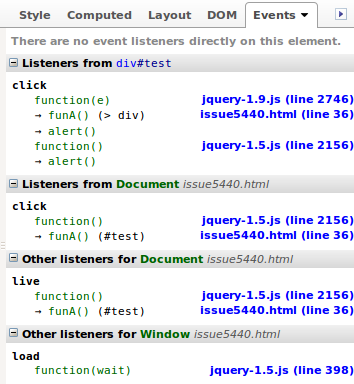 Style Computed Layout DOM Events
There are no event listeners directly on this element.
Listeners from div#test
click
function(e) jquery-1.9.js (line 2746)
→ funA() (> div) issue5440.html (line 36)
→ alert()
function() jquery-1.5.js (line 2156)
→ alert()
Listeners from Document issue5440.html
click
function() jquery-1.5.js (line 2156)
→ funA() (#test) issue5440.html (line 36)
Other listeners for Document issue5440.html
live
function() jquery-1.5.js (line 2156)
→ funA() (#test) issue5440.html (line 36)
Other listeners for Window issue5440.html
load
function(wait) jquery-1.5.js (line 398)